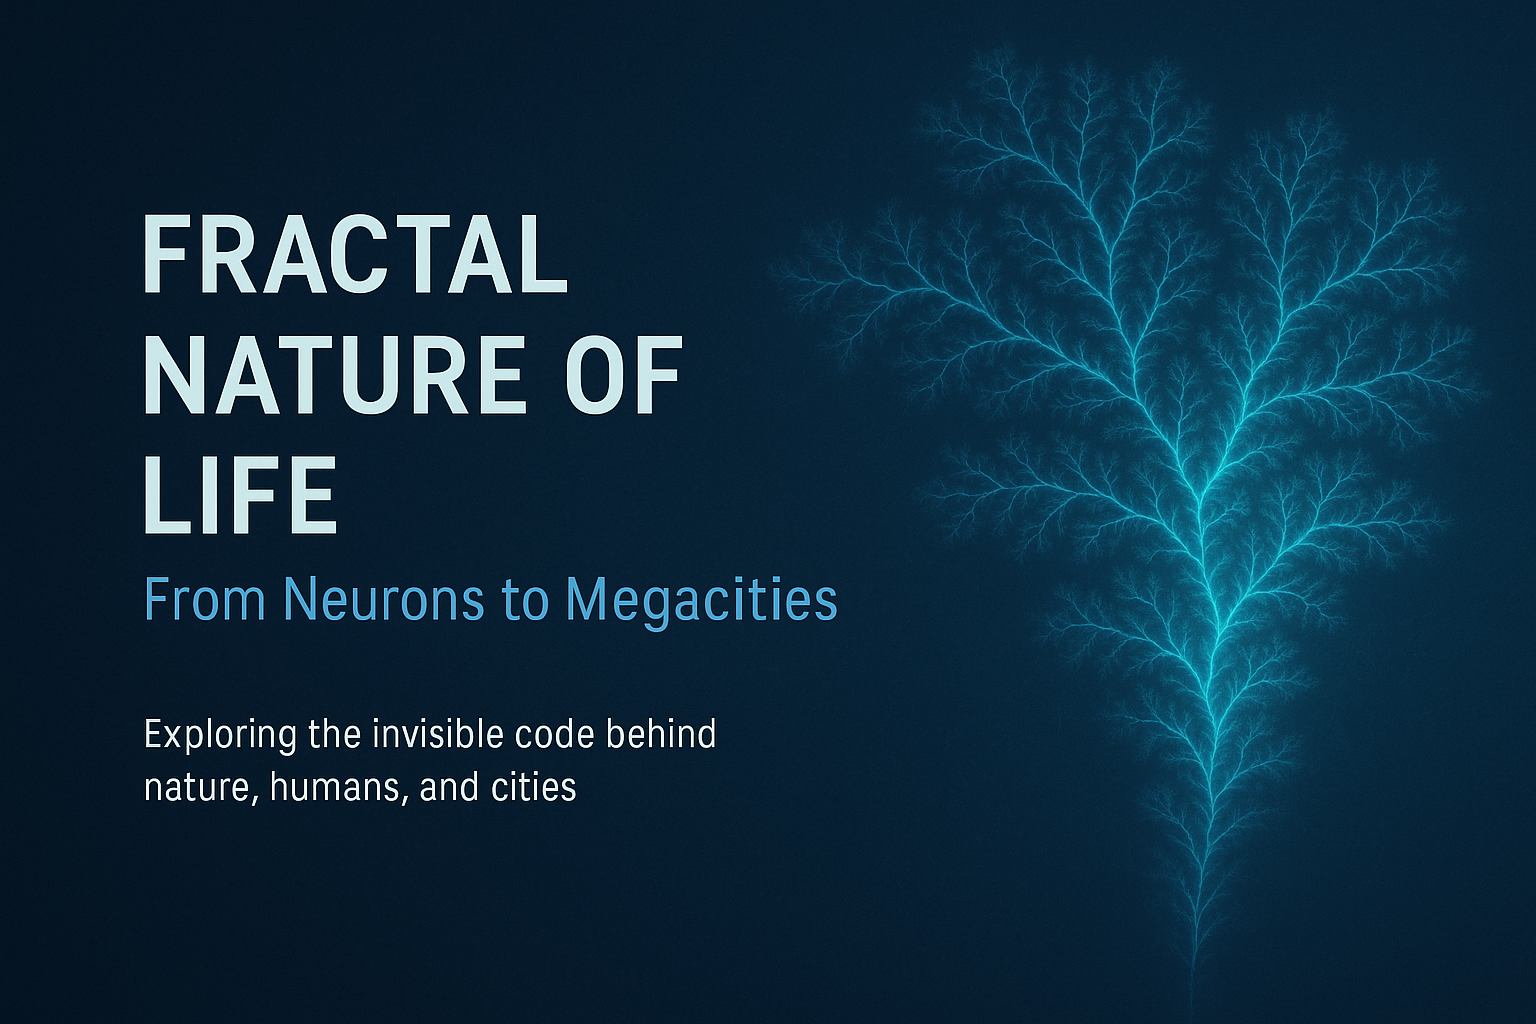 FRACTAL
NATURE OF
LIFE
From Neurons to Megacities
Exploring the invisible code behind
nature, humans, and cities